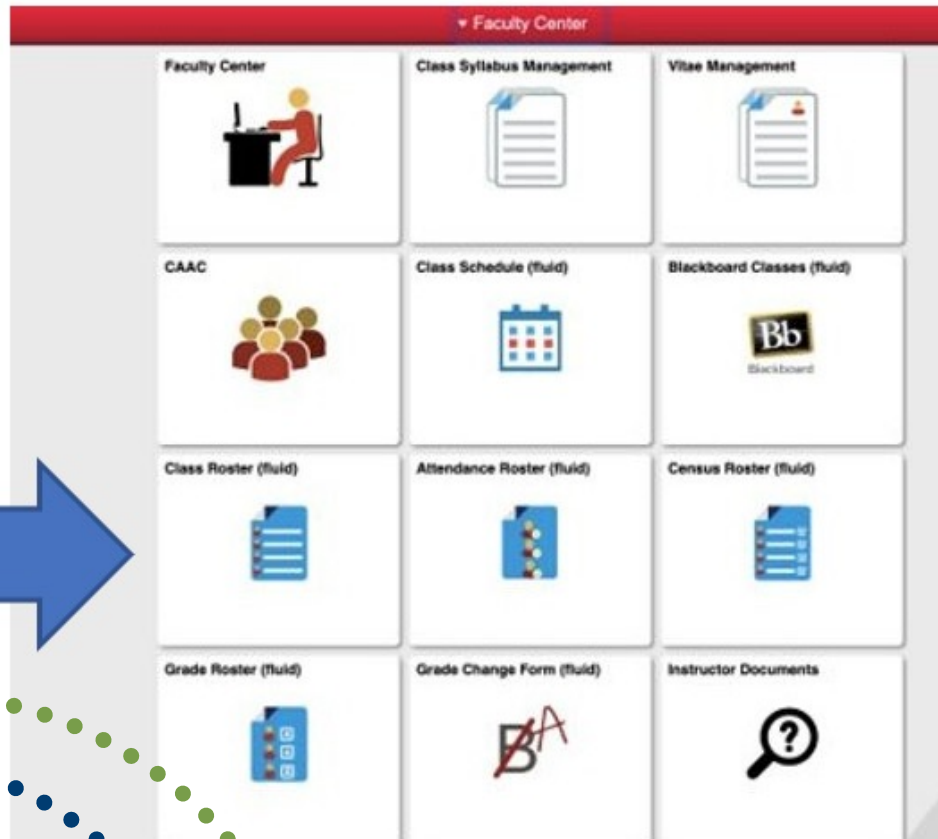 ▾ Faculty Center
Faculty Center
Class Syllabus Management
Vitae Management
CAAC
Class Schedule (fluid)
Blackboard Classes (fluid)
Bb
Blackboard
Class Roster (fluid)
Attendance Roster (fluid)
Census Roster (fluid)
Grade Roster (fluid)
Grade Change Form (fluid)
Instructor Documents
B A
?